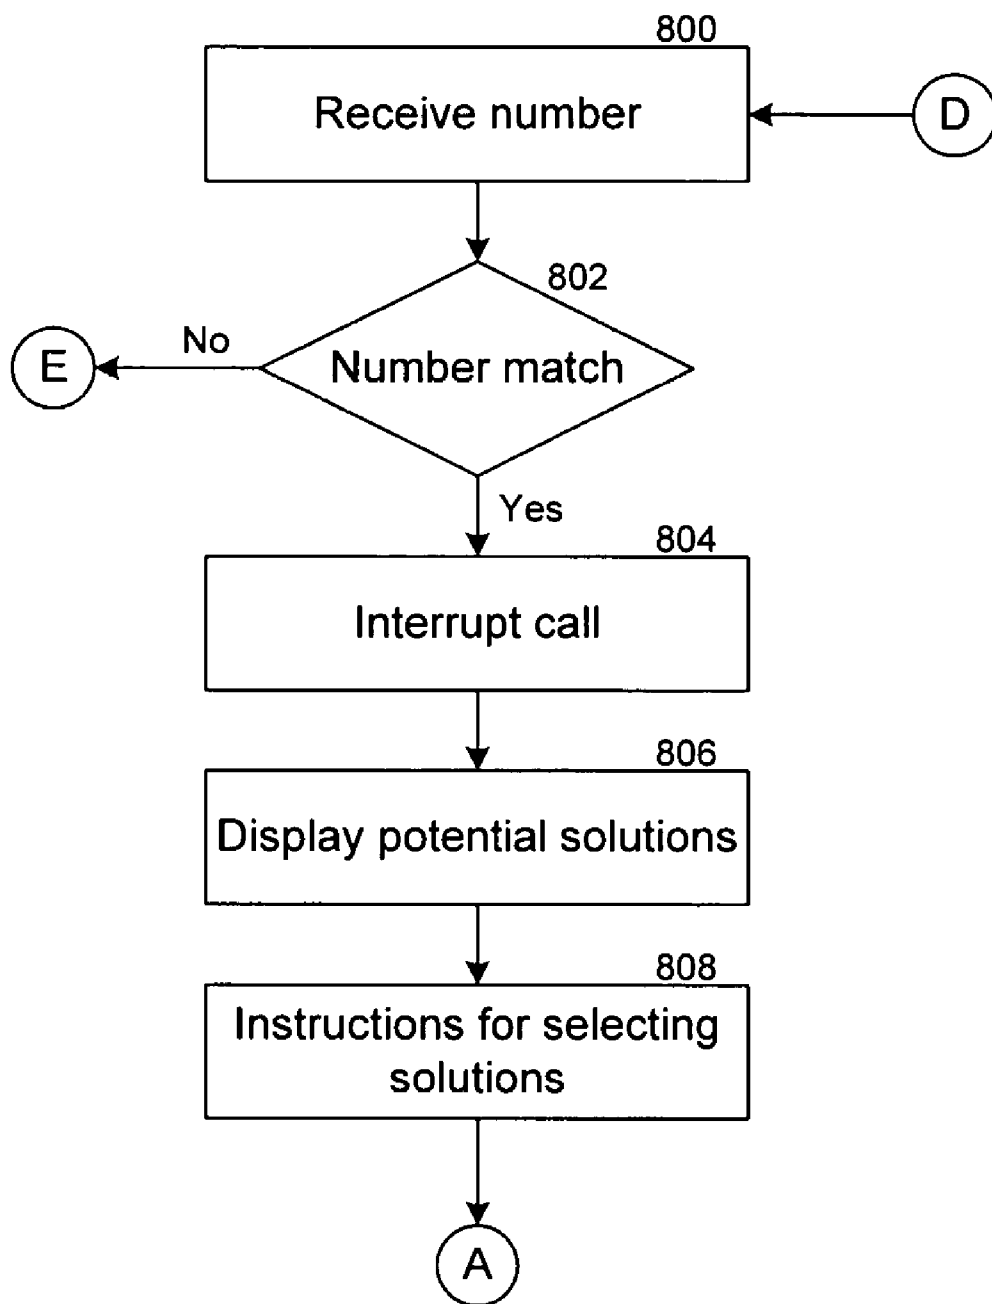 800
Receive number
D
802
No
E
Number match
Yes
804
Interrupt call
806
Display potential solutions
808
Instructions for selecting
solutions
A